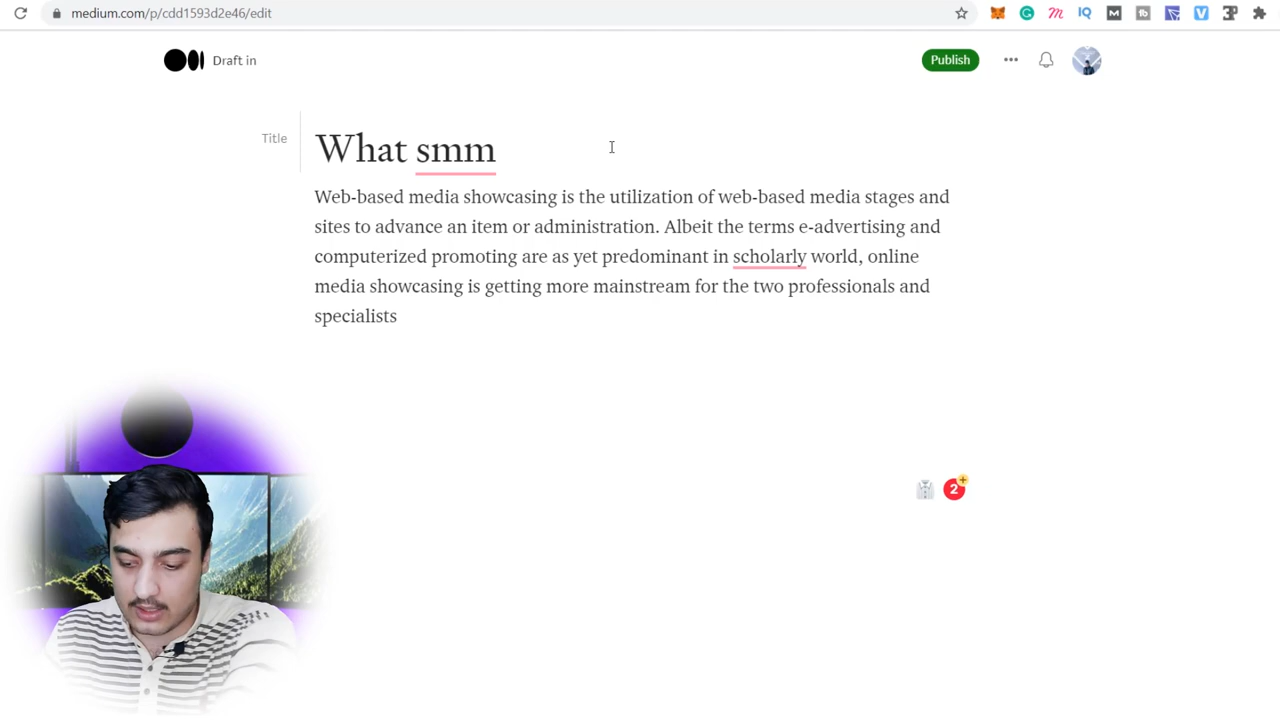 medium.com/p/cdd1593d2e46/edit
Draft in
Publish
Title
What smm
Web-based media showcasing is the utilization of web-based media stages and
sites to advance an item or administration. Albeit the terms e-advertising and
computerized promoting are as yet predominant in scholarly world, online
media showcasing is getting more mainstream for the two professionals and
specialists
2